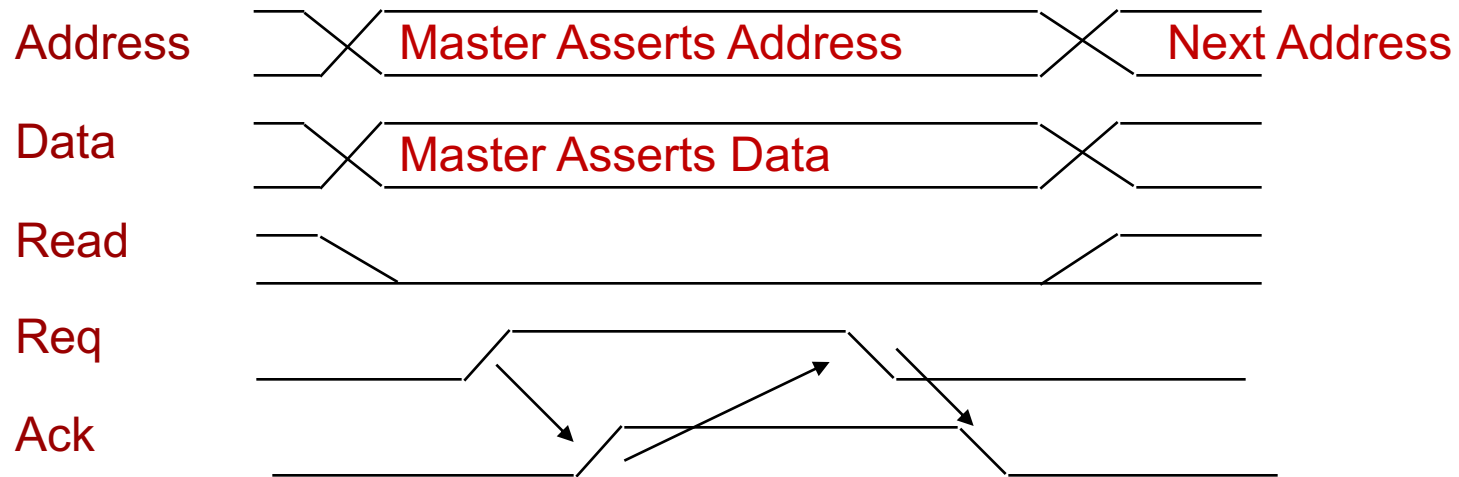 Address Master Asserts Address Next Address
Data Master Asserts Data
Read
Req
Ack